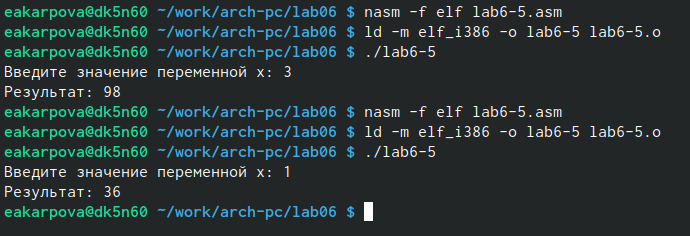 eakarpova@dk5n60 ~/work/arch-pc/lab06 $ nasm -f elf lab6-5.asm
eakarpova@dk5n60 ~/work/arch-pc/lab06 $ ld -m elf_i386 -o lab6-5 lab6-5.o
eakarpova@dk5n60 ~/work/arch-pc/lab06 $ ./lab6-5
Введите значение переменной х: 3
Результат: 98
eakarpova@dk5n60 ~/work/arch-pc/lab06 $ nasm -f elf lab6-5.asm
eakarpova@dk5n60 ~/work/arch-pc/lab06 $ ld -m elf_i386 -o lab6-5 lab6-5.o
eakarpova@dk5n60 ~/work/arch-pc/lab06 $ ./lab6-5
Введите значение переменной х: 1
Результат: 36
eakarpova@dk5n60 ~/work/arch-pc/lab06 $